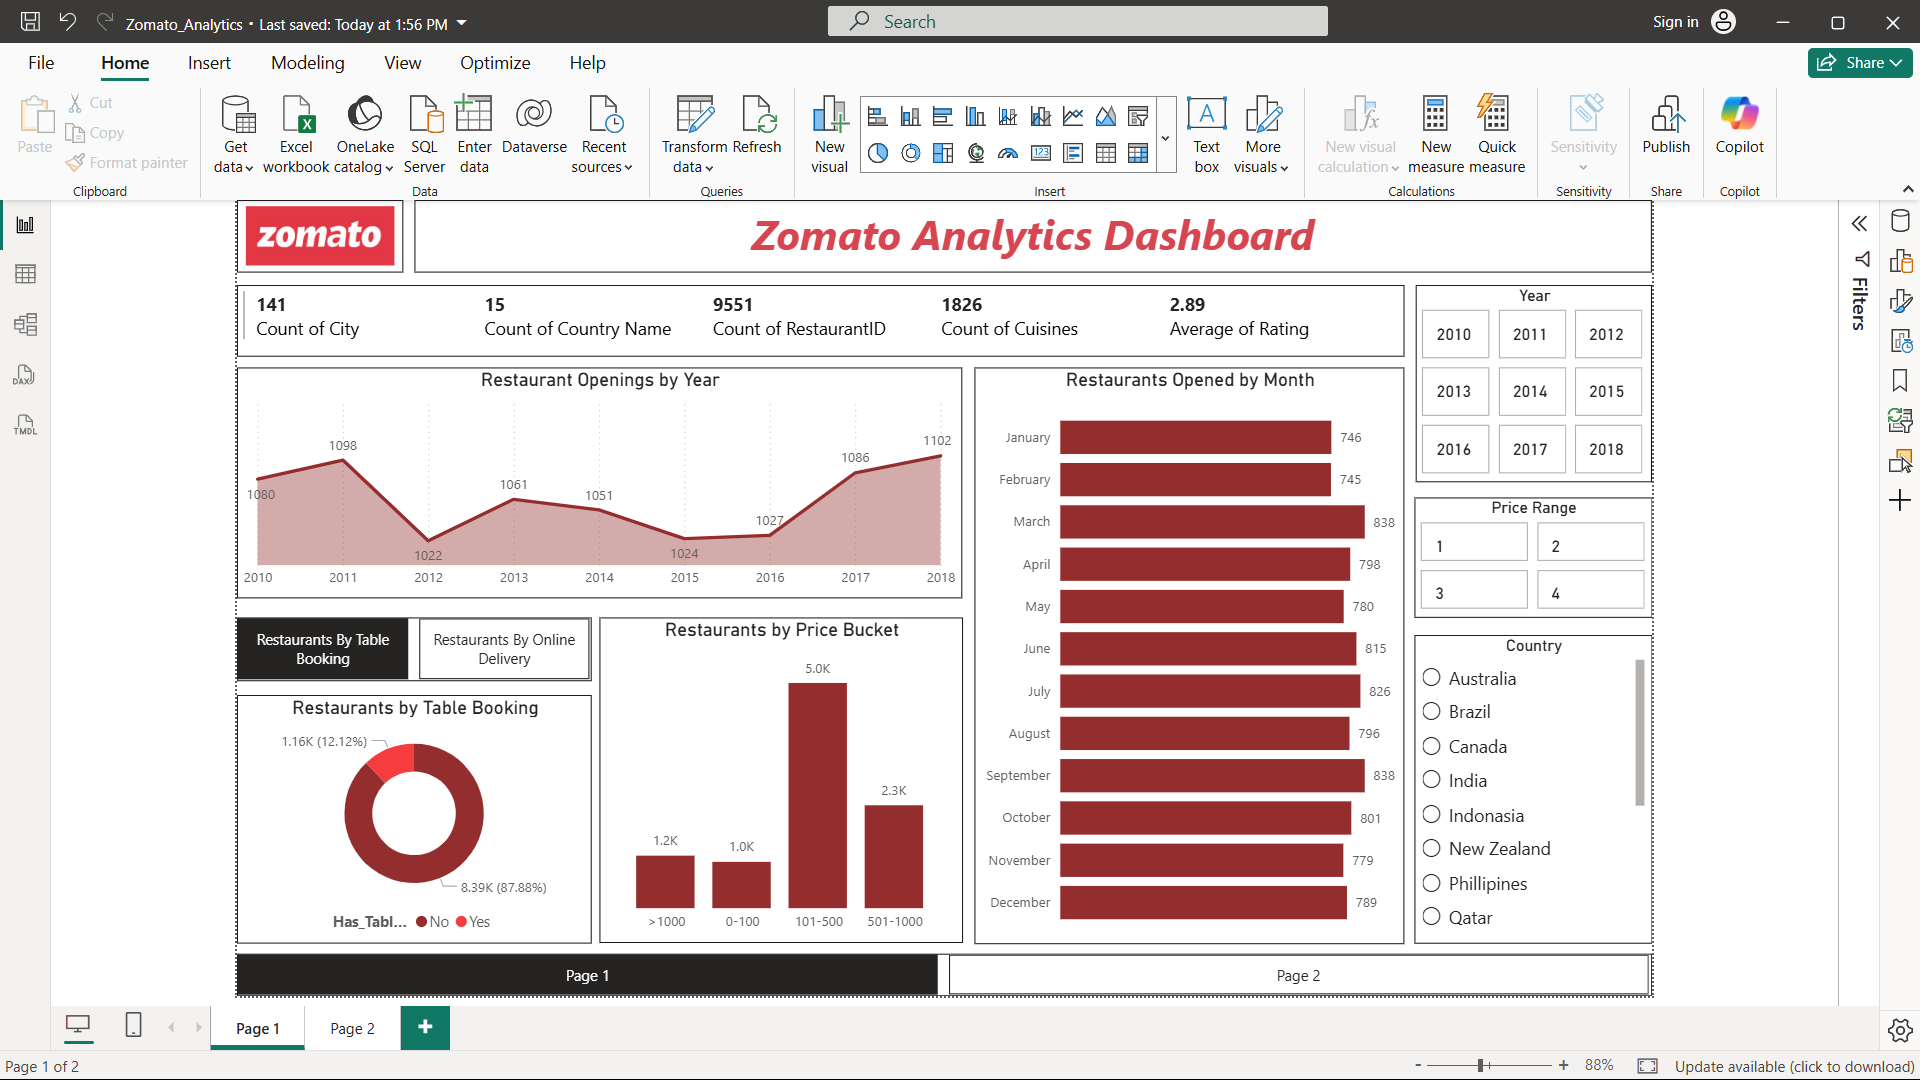 Zomato_Analytics • Last saved: Today at 1:56 PM
Search
Sign in
File Home Insert Modeling View Optimize Help
Share
Paste
Cut
Copy
Format painter
Clipboard
Get data
Excel workbook
OneLake catalog
SQL Server
Enter data
Dataverse
Recent sources
Data
Transform data
Refresh
Queries
New visual
Text box
More visuals
Insert
New visual calculation
New measure
Quick measure
Calculations
Sensitivity
Sensitivity
Publish
Share
Copilot
Copilot
DAX
TMDL
zomato
Zomato Analytics Dashboard
141
Count of City
15
Count of Country Name
9551
Count of RestaurantID
1826
Count of Cuisines
2.89
Average of Rating
Year
2010 2011 2012
2013 2014 2015
2016 2017 2018
Filters
Restaurant Openings by Year
1080 1098 1022 1061 1051 1024 1027 1086 1102
2010 2011 2012 2013 2014 2015 2016 2017 2018
Restaurants Opened by Month
January 746
February 745
March 838
April 798
May 780
June 815
July 826
August 796
September 838
October 801
November 779
December 789
Price Range
1 2
3 4
Restaurants By Table Booking
Restaurants By Online Delivery
Restaurants by Table Booking
1.16K (12.12%)
8.39K (87.88%)
Has_Tabl... No Yes
Restaurants by Price Bucket
1.2K 1.0K 5.0K 2.3K
>1000 0-100 101-500 501-1000
Country
Australia
Brazil
Canada
India
Indonasia
New Zealand
Phillipines
Qatar
Page 1
Page 2
Page 1
Page 2
+
Page 1 of 2
- + 88%
Update available (click to download)